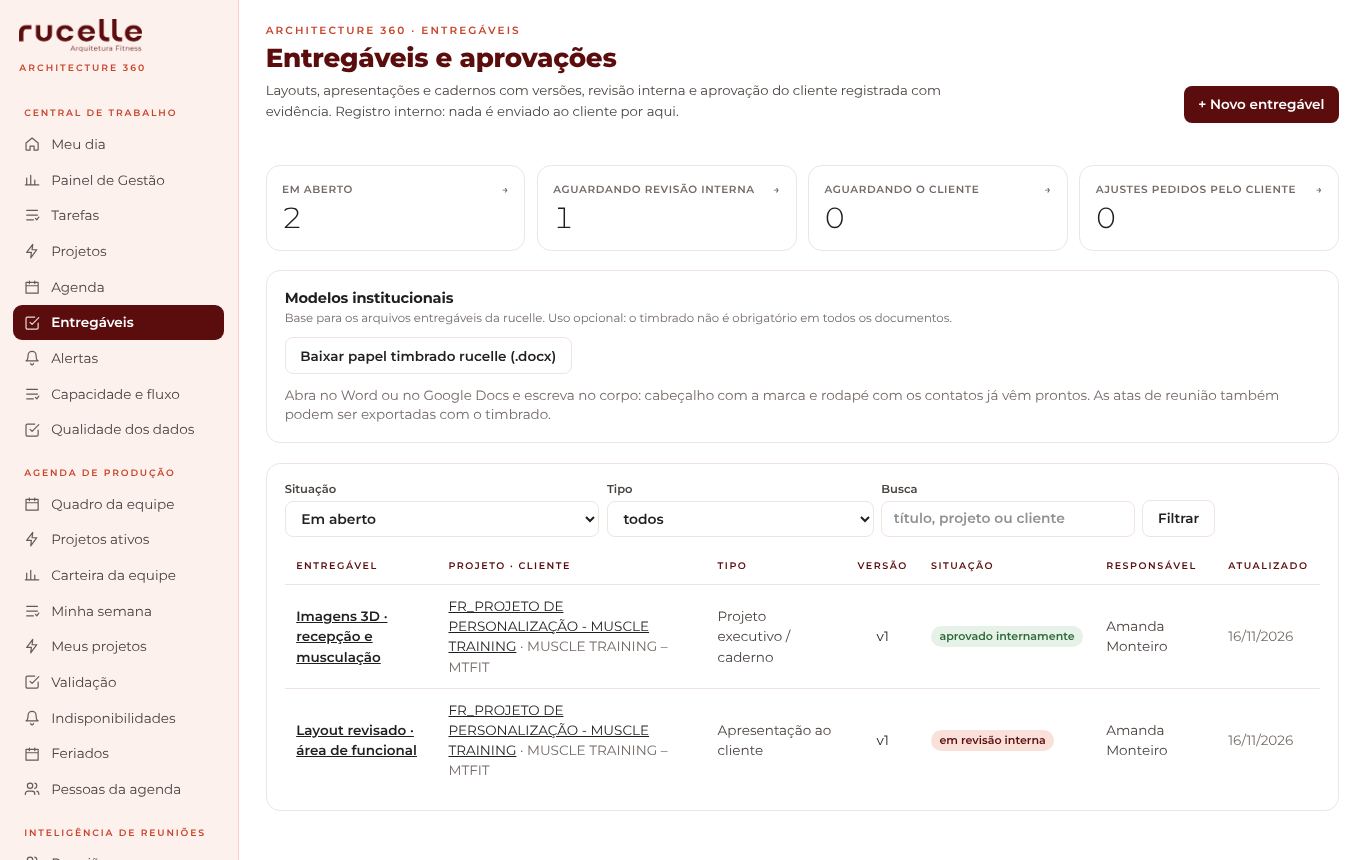 rucelle
Arquitetura Fitness
ARCHITECTURE 360
CENTRAL DE TRABALHO
Meu dia
Painel de Gestão
Tarefas
Projetos
Agenda
Entregáveis
Alertas
Capacidade e fluxo
Qualidade dos dados
AGENDA DE PRODUÇÃO
Quadro da equipe
Projetos ativos
Carteira da equipe
Minha semana
Meus projetos
Validação
Indisponibilidades
Feriados
Pessoas da agenda
INTELIGÊNCIA DE REUNIÕES
ARCHITECTURE 360 · ENTREGÁVEIS
Entregáveis e aprovações
Layouts, apresentações e cadernos com versões, revisão interna e aprovação do cliente registrada com
evidência. Registro interno: nada é enviado ao cliente por aqui.
+ Novo entregável
EM ABERTO →
2
AGUARDANDO REVISÃO INTERNA →
1
AGUARDANDO O CLIENTE →
0
AJUSTES PEDIDOS PELO CLIENTE →
0
Modelos institucionais
Base para os arquivos entregáveis da rucelle. Uso opcional: o timbrado não é obrigatório em todos os documentos.
Baixar papel timbrado rucelle (.docx)
Abra no Word ou no Google Docs e escreva no corpo: cabeçalho com a marca e rodapé com os contatos já vêm prontos. As atas de reunião também
podem ser exportadas com o timbrado.
Situação Tipo Busca
Em aberto todos título, projeto ou cliente Filtrar
ENTREGÁVEL PROJETO · CLIENTE TIPO VERSÃO SITUAÇÃO RESPONSÁVEL ATUALIZADO
Imagens 3D ·
recepção e
musculação
FR_PROJETO DE
PERSONALIZAÇÃO - MUSCLE
TRAINING · MUSCLE TRAINING –
MTFIT
Projeto
executivo /
caderno
v1
aprovado internamente
Amanda
Monteiro
16/11/2026
Layout revisado ·
área de funcional
FR_PROJETO DE
PERSONALIZAÇÃO - MUSCLE
TRAINING · MUSCLE TRAINING –
MTFIT
Apresentação ao
cliente
v1
em revisão interna
Amanda
Monteiro
16/11/2026